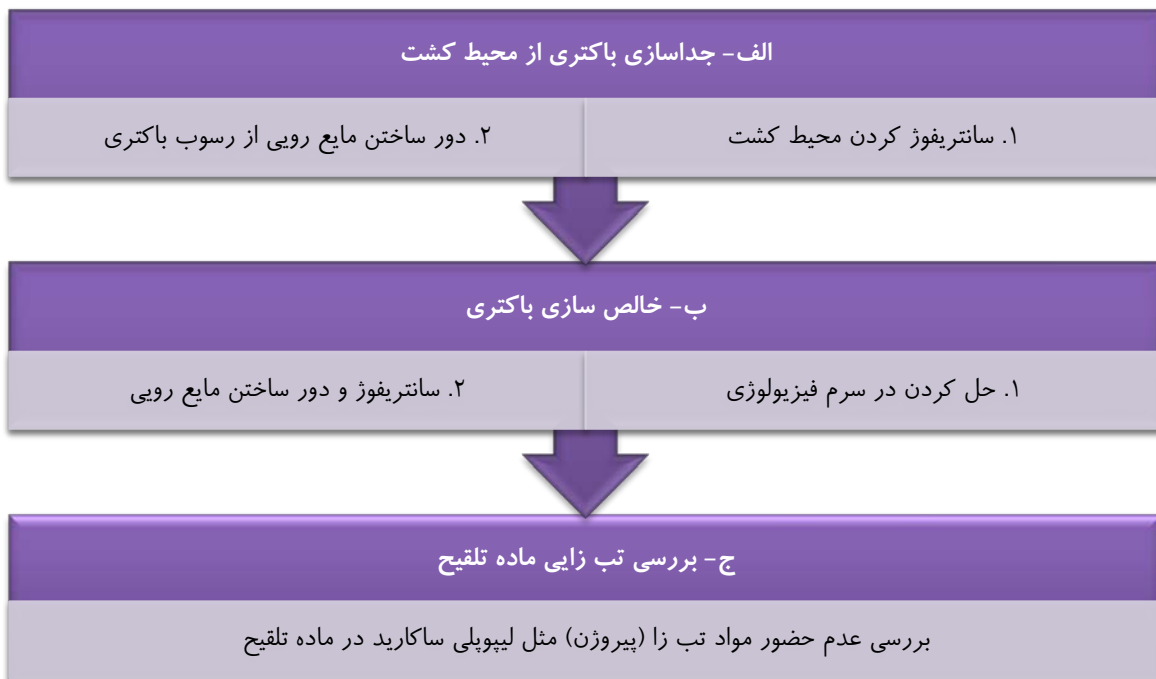 الف- جداسازی باکتری از محیط کشت
۱. سانتریفوژ کردن محیط کشت
۲. دور ساختن مایع رویی از رسوب باکتری
ب- خالص سازی باکتری
۱. حل کردن در سرم فیزیولوژی
۲. سانتریفوژ و دور ساختن مایع رویی
ج- بررسی تب زایی ماده تلقیح
بررسی عدم حضور مواد تب زا (پیروژن) مثل لیپوپلی ساکارید در ماده تلقیح